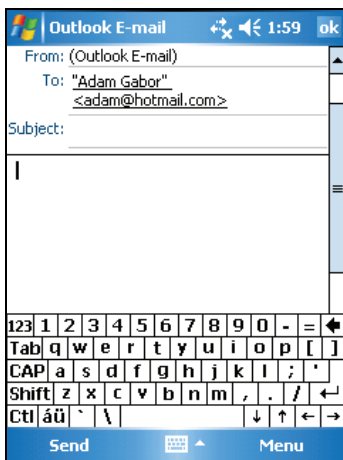 Outlook E-mail 1:59 ok
From: (Outlook E-mail)
To: "Adam Gabor"
<adam@hotmail.com>
Subject:
123 1 2 3 4 5 6 7 8 9 0 - =
Tab q w e r t y u i o p [ ]
CAP a s d f g h j k l ; '
Shift z x c v b n m , . /
Ctl áü ` \
Send Menu